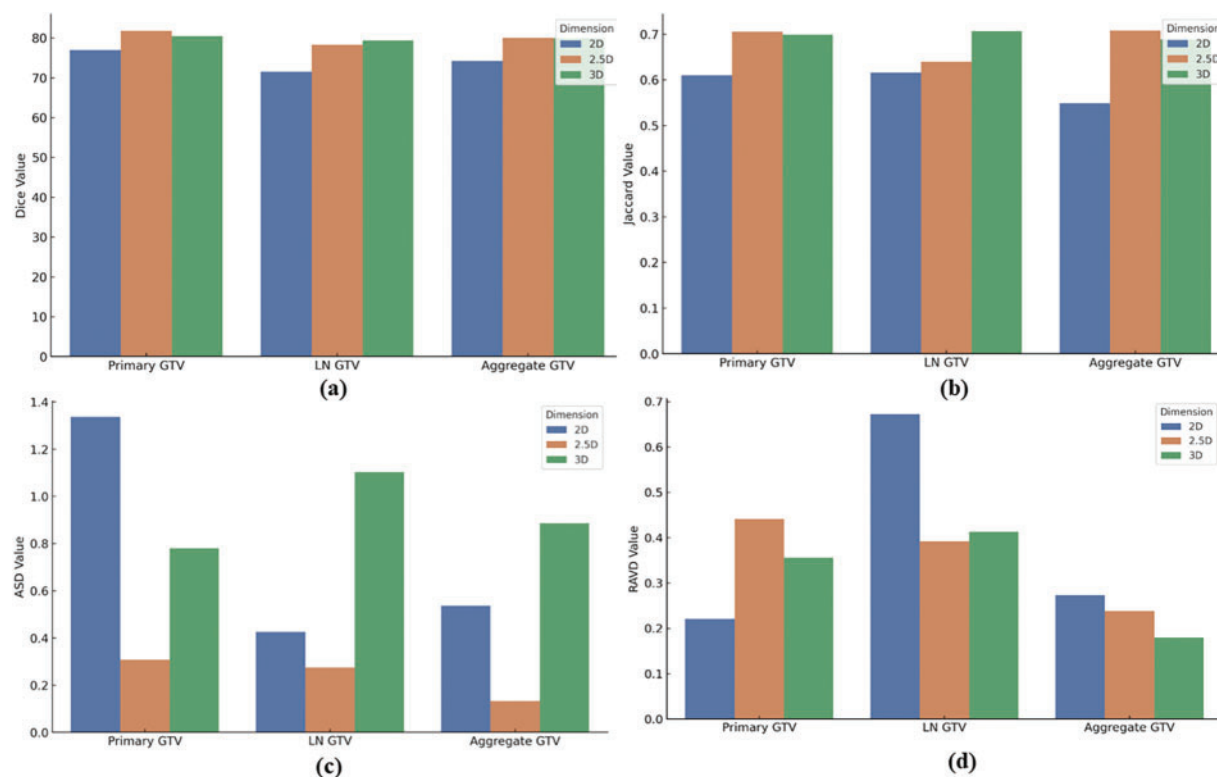 Dice Value
80
70
60
50
40
30
20
10
0
Dimension
2D
2.5D
3D
Primary GTV LN GTV Aggregate GTV
(a)
Jaccard Value
0.7
0.6
0.5
0.4
0.3
0.2
0.1
0.0
Dimension
2D
2.5D
3D
Primary GTV LN GTV Aggregate GTV
(b)
ASD Value
1.4
1.2
1.0
0.8
0.6
0.4
0.2
0.0
Dimension
2D
2.5D
3D
Primary GTV LN GTV Aggregate GTV
(c)
RAVD Value
0.7
0.6
0.5
0.4
0.3
0.2
0.1
0.0
Dimension
2D
2.5D
3D
Primary GTV LN GTV Aggregate GTV
(d)